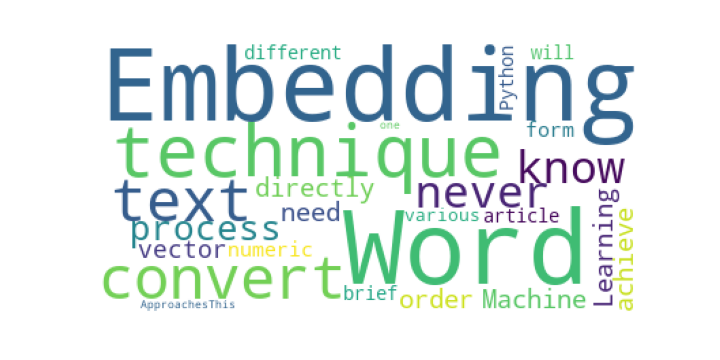 different
will
Embedding
Python
one
form
technique
know
text
directly
never
need
various
article
process
Word
Learning
achieve
vector
numeric
convert
brief
order
Machine
ApproachesThis